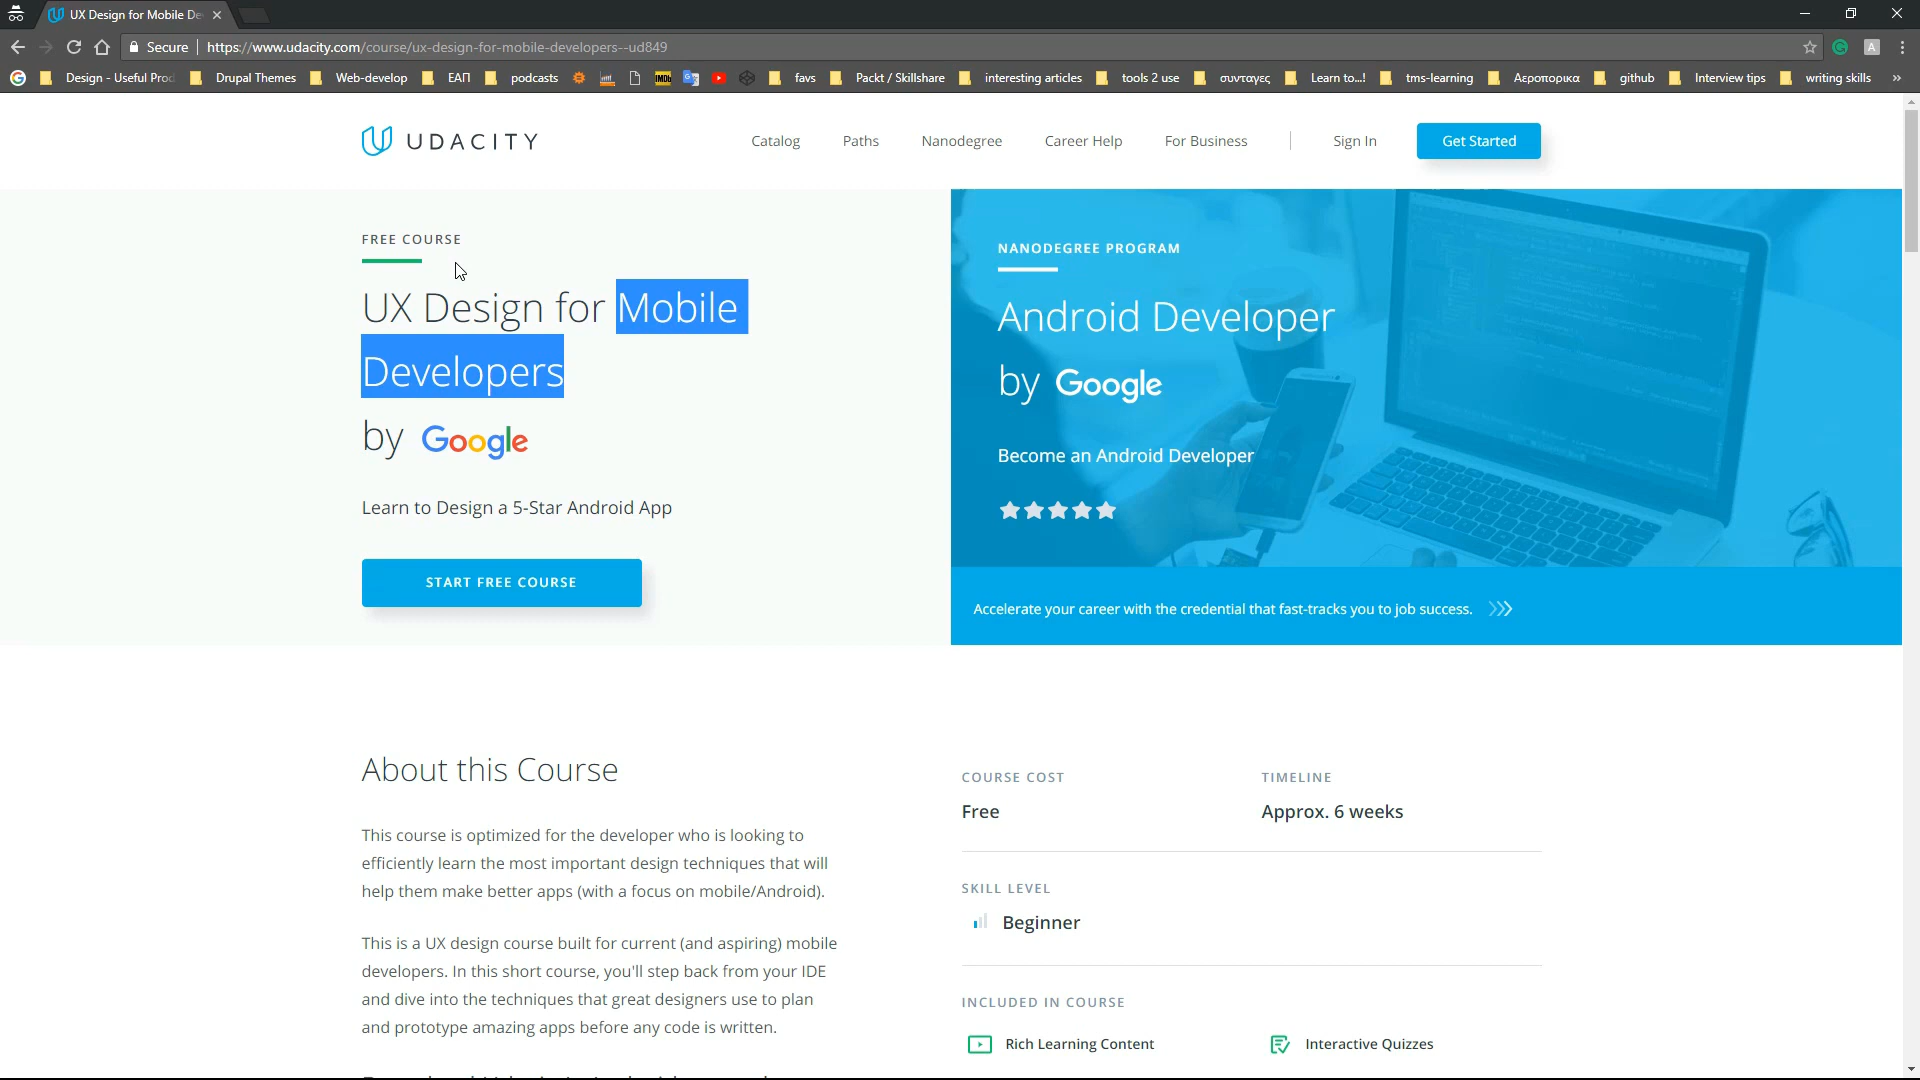 UX Design for Mobile De
Secure
https://www.udacity.com/course/ux-design-for-mobile-developers--ud849
Design - Useful Prod
Drupal Themes
Web-develop
ΕΑΠ
podcasts
IMDb
favs
Packt / Skillshare
interesting articles
tools 2 use
συνταγες
Learn to...!
tms-learning
Αεροπορικα
github
Interview tips
writing skills
UDACITY
Catalog
Paths
Nanodegree
Career Help
For Business
Sign In
Get Started
FREE COURSE
UX Design for Mobile
Developers
by Google
Learn to Design a 5-Star Android App
START FREE COURSE
NANODEGREE PROGRAM
Android Developer
by Google
Become an Android Developer
Accelerate your career with the credential that fast-tracks you to job success.
About this Course
This course is optimized for the developer who is looking to
efficiently learn the most important design techniques that will
help them make better apps (with a focus on mobile/Android).
This is a UX design course built for current (and aspiring) mobile
developers. In this short course, you'll step back from your IDE
and dive into the techniques that great designers use to plan
and prototype amazing apps before any code is written.
COURSE COST
Free
TIMELINE
Approx. 6 weeks
SKILL LEVEL
Beginner
INCLUDED IN COURSE
Rich Learning Content
Interactive Quizzes